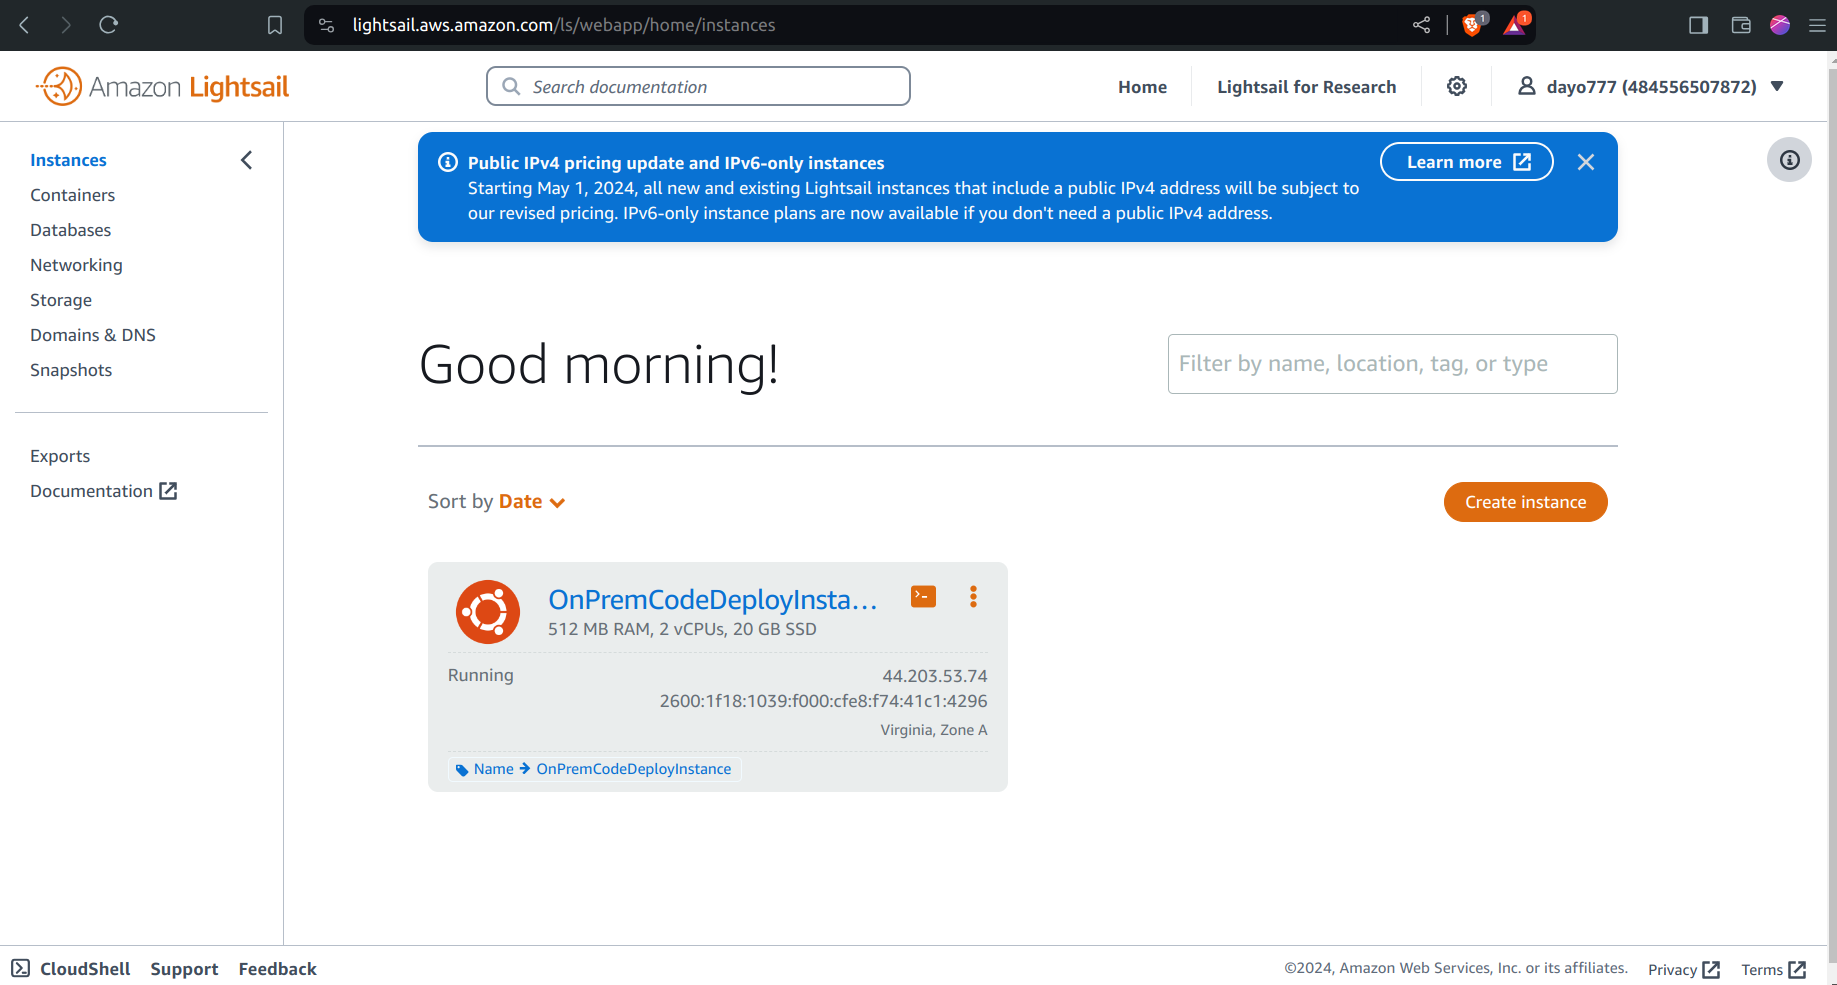 lightsail.aws.amazon.com/ls/webapp/home/instances
1
1
Amazon Lightsail
Search documentation
Home
Lightsail for Research
dayo777 (484556507872)
Instances
Containers
Databases
Networking
Storage
Domains & DNS
Snapshots
Exports
Documentation
Public IPv4 pricing update and IPv6-only instances
Starting May 1, 2024, all new and existing Lightsail instances that include a public IPv4 address will be subject to
our revised pricing. IPv6-only instance plans are now available if you don't need a public IPv4 address.
Learn more
Good morning!
Filter by name, location, tag, or type
Sort by Date
Create instance
OnPremCodeDeployInsta...
512 MB RAM, 2 vCPUs, 20 GB SSD
Running
44.203.53.74
2600:1f18:1039:f000:cfe8:f74:41c1:4296
Virginia, Zone A
Name → OnPremCodeDeployInstance
CloudShell
Support
Feedback
©2024, Amazon Web Services, Inc. or its affiliates.
Privacy
Terms